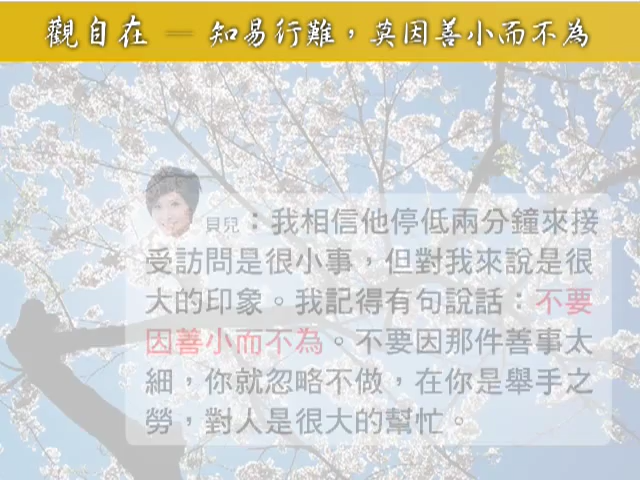 觀自在 — 知易行難，莫因善小而不為
貝兒：我相信他停低兩分鐘來接
受訪問是很小事，但對我來說是很
大的印象。我記得有句說話：不要
因善小而不為。不要因那件善事太
細，你就忽略不做，在你是舉手之
勞，對人是很大的幫忙。